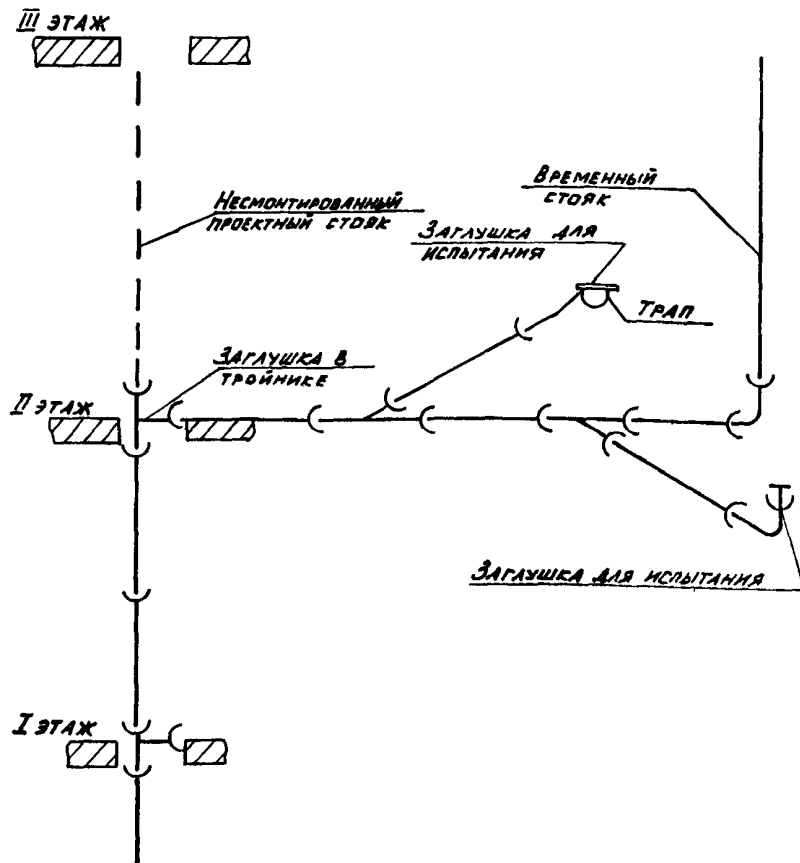 III ЭТАЖ
ВРЕМЕННЫЙ
СТОЯК
НЕСМОНТИРОВАННЫЙ
ПРОЕКТНЫЙ СТОЯК
ЗАГЛУШКА ДЛЯ
ИСПЫТАНИЯ
ТРАП
ЗАГЛУШКА В
ТРОЙНИКЕ
II ЭТАЖ
ЗАГЛУШКА ДЛЯ ИСПЫТАНИЯ
I ЭТАЖ